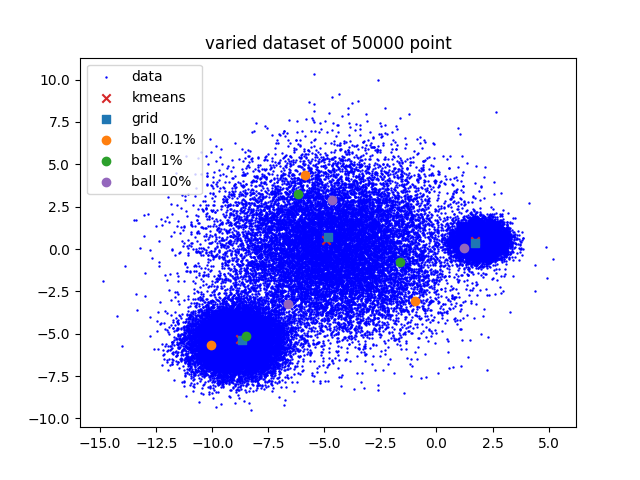 varied dataset of 50000 point
data
kmeans
grid
ball 0.1%
ball 1%
ball 10%
10.0
7.5
5.0
2.5
0.0
−2.5
−5.0
−7.5
−10.0
−15.0 −12.5 −10.0 −7.5 −5.0 −2.5 0.0 2.5 5.0